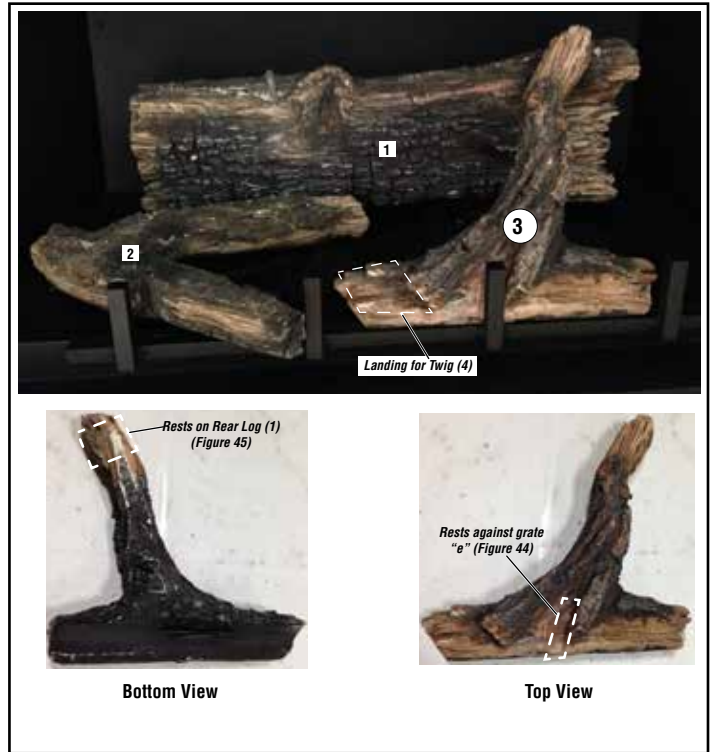 1
2
3
Landing for Twig (4)
Rests on Rear Log (1)
(Figure 45)
Rests against grate
“e” (Figure 44)
Bottom View
Top View